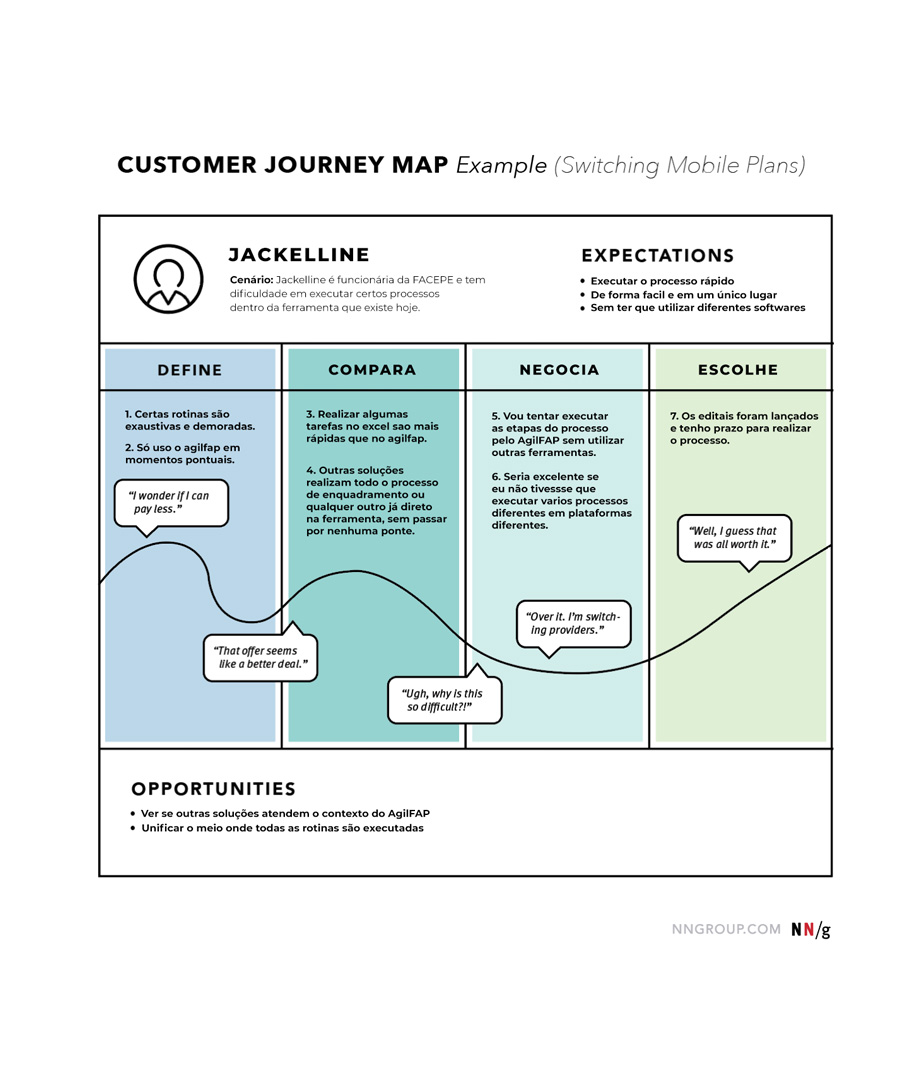 CUSTOMER JOURNEY MAP Example (Switching Mobile Plans)
JACKELLINE
Cenário: Jackelline é funcionária da FACEPE e tem
dificuldade em executar certos processos
dentro da ferramenta que existe hoje.
EXPECTATIONS
• Executar o processo rápido
• De forma facil e em um único lugar
• Sem ter que utilizar diferentes softwares
DEFINE
COMPARA
NEGOCIA
ESCOLHE
1. Certas rotinas são
exaustivas e demoradas.
2. Só uso o agilfap em
momentos pontuais.
"I wonder if I can
pay less."
"That offer seems
like a better deal."
3. Realizar algumas
tarefas no excel sao mais
rápidas que no agilfap.
4. Outras soluções
realizam todo o processo
de enquadramento ou
qualquer outro já direto
na ferramenta, sem passar
por nenhuma ponte.
"Ugh, why is this
so difficult?!"
5. Vou tentar executar
as etapas do processo
pelo AgilFAP sem utilizar
outras ferramentas.
6. Seria excelente se
eu não tivessse que
executar varios processos
diferentes em plataformas
diferentes.
"Over it. I'm switch-
ing providers."
7. Os editais foram lançados
e tenho prazo para realizar
o processo.
"Well, I guess that
was all worth it."
OPPORTUNITIES
• Ver se outras soluções atendem o contexto do AgilFAP
• Unificar o meio onde todas as rotinas são executadas
NNGROUP.COM NN/g